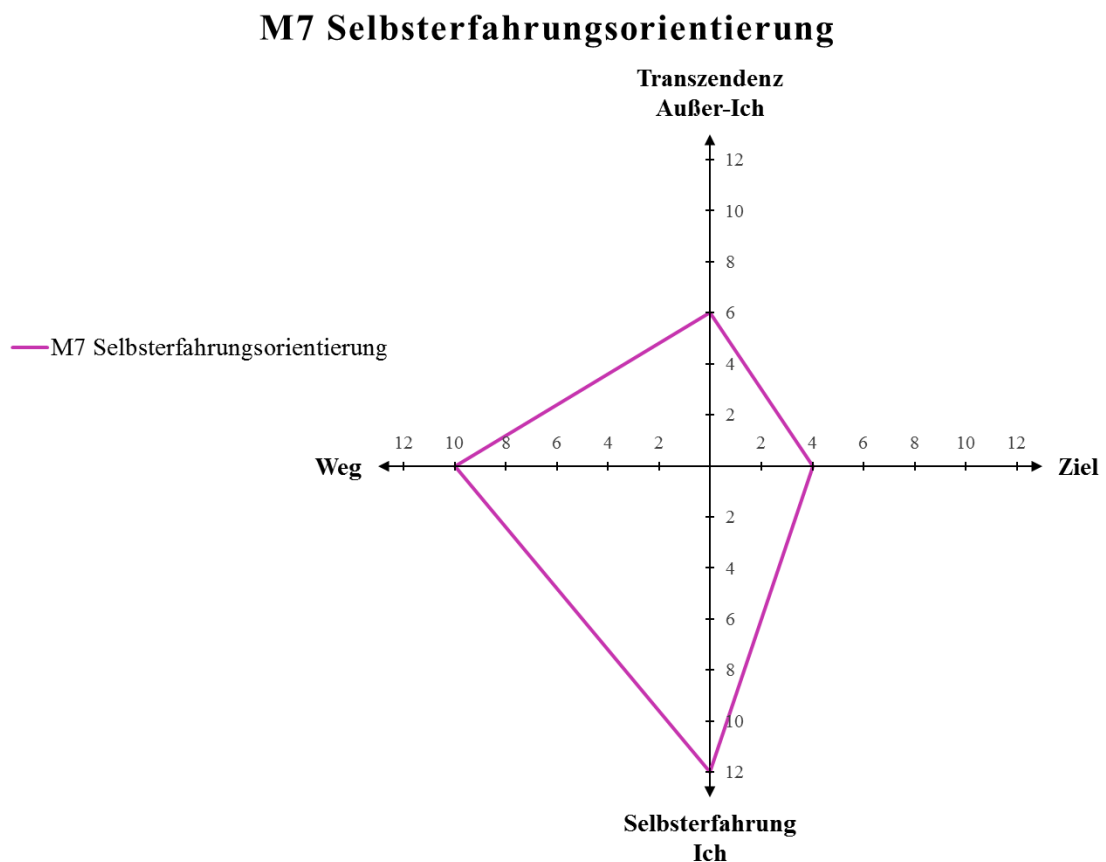 M7 Selbsterfahrungsorientierung
Transzendenz
Außer-Ich
12
10
8
6
4
2
M7 Selbsterfahrungsorientierung
Weg
12 10 8 6 4 2 2 4 6 8 10 12
Ziel
2
4
6
8
10
12
Selbsterfahrung
Ich